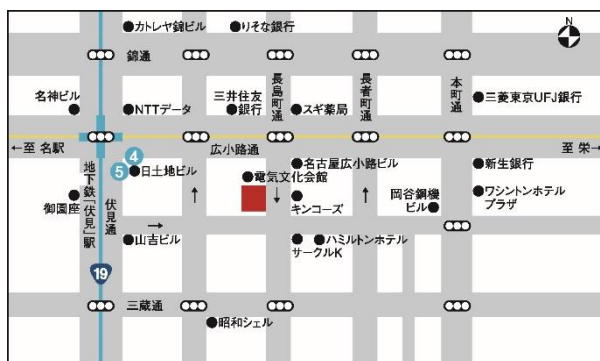 カトレヤ錦ビル
りそな銀行
N
錦通
名神ビル
NTTデータ
三井住友
銀行
長島町通
スギ薬局
長者町通
本町通
三菱東京UFJ銀行
←至 名駅
広小路通
至 栄→
4
5
日土地ビル
名古屋広小路ビル
新生銀行
電気文化会館
地下鉄「伏見」駅
伏見通
御園座
キンコーズ
岡谷鋼機
ビル
ワシントンホテル
プラザ
山吉ビル
ハミルトンホテル
サークルK
19
三蔵通
昭和シェル